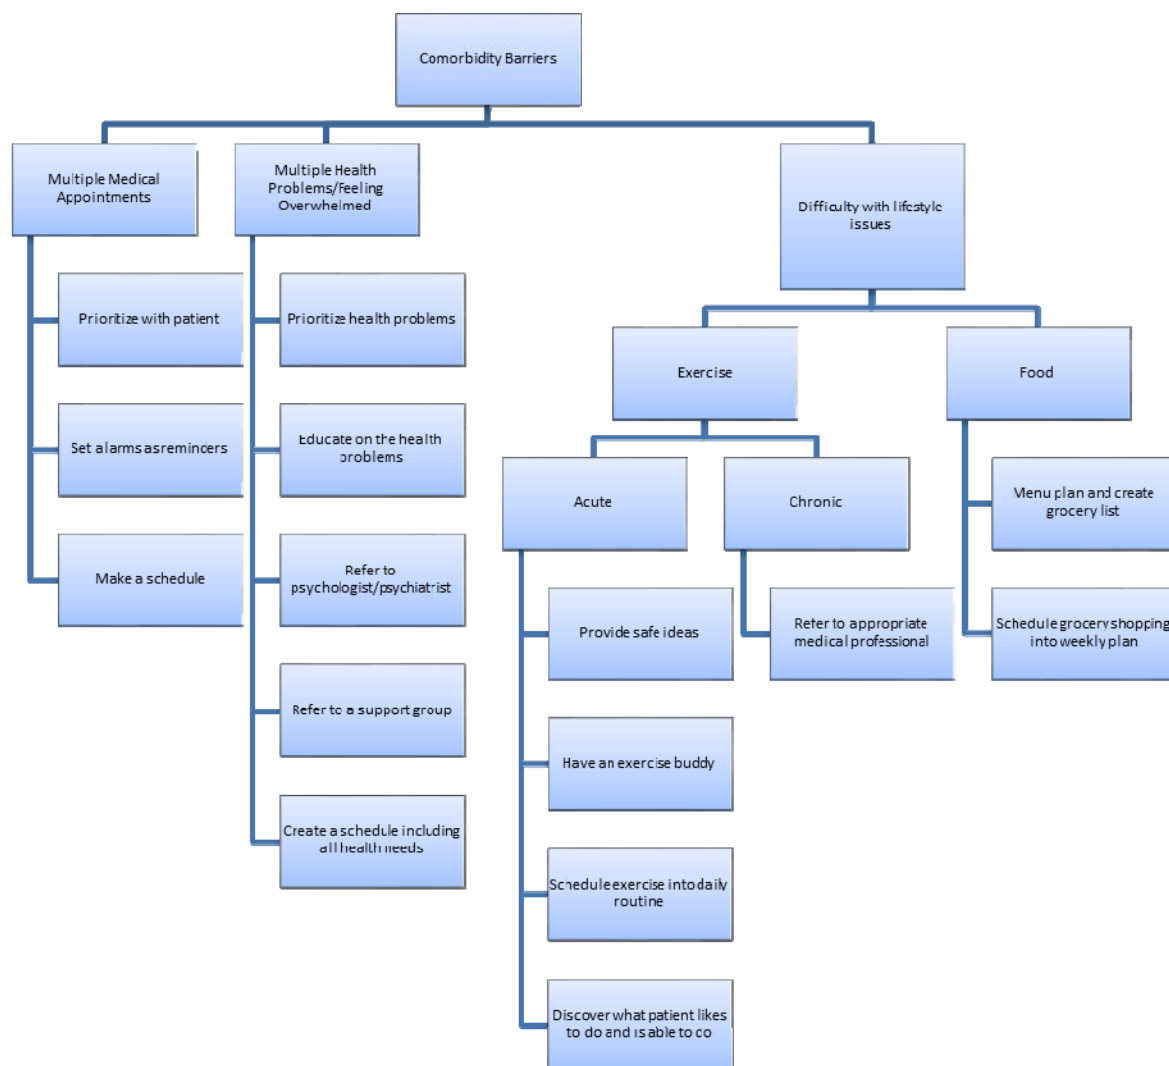 Comorbidity Barriers
Multiple Medical
Appointments
Multiple Health
Problems/Feeling
Overwhelmed
Difficulty with lifestyle
issues
Prioritize with patient
Set alarms as remincers
Make a schedule
Prioritize health problems
Educate on the health
problems
Refer to
psychologist/psychiatrist
Refer to a support group
Create a schedule including
all health needs
Exercise
Food
Acute
Chronic
Provide safe ideas
Have an exercise buddy
Schedule exercise into daily
routine
Discover what patient likes
to do and is able to do
Refer to appropriate
medical professional
Menu plan and create
grocery list
Schedule grocery shopping
into weekly plan